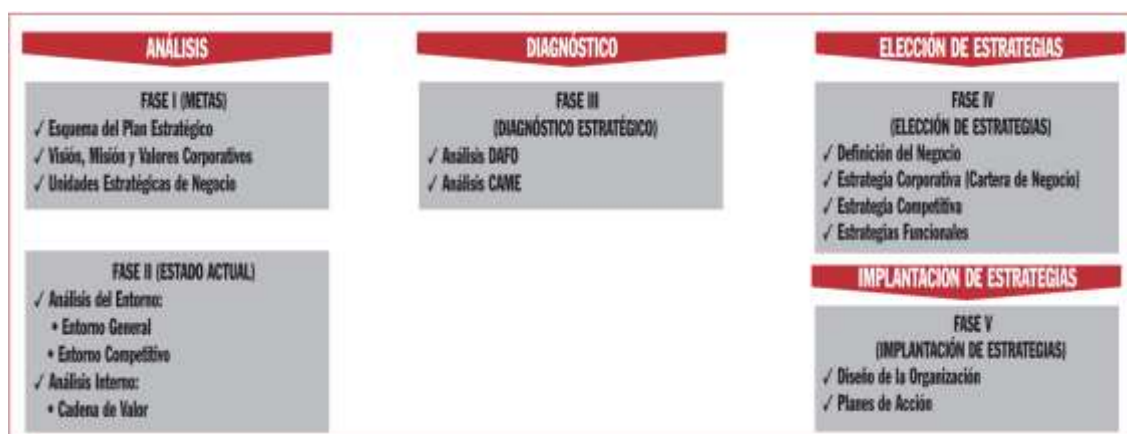 ANÁLISIS
FASE I (METAS)
✓ Esquema del Plan Estratégico
✓ Visión, Misión y Valores Corporativos
✓ Unidades Estratégicas de Negocio
FASE II (ESTADO ACTUAL)
✓ Análisis del Entorno:
• Entorno General
• Entorno Competitivo
✓ Análisis Interno:
• Cadena de Valor
DIAGNÓSTICO
FASE III
(DIAGNÓSTICO ESTRATÉGICO)
✓ Análisis DAFO
✓ Análisis CAME
ELECCIÓN DE ESTRATEGIAS
FASE IV
(ELECCIÓN DE ESTRATEGIAS)
✓ Definición del Negocio
✓ Estrategia Corporativa (Cartera de Negocio)
✓ Estrategia Competitiva
✓ Estrategias Funcionales
IMPLANTACIÓN DE ESTRATEGIAS
FASE V
(IMPLANTACIÓN DE ESTRATEGIAS)
✓ Diseño de la Organización
✓ Planes de Acción